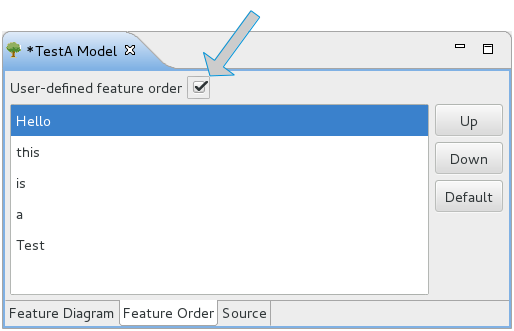 *TestA Model
User-defined feature order
Hello
this
is
a
Test
Up
Down
Default
Feature Diagram Feature Order Source